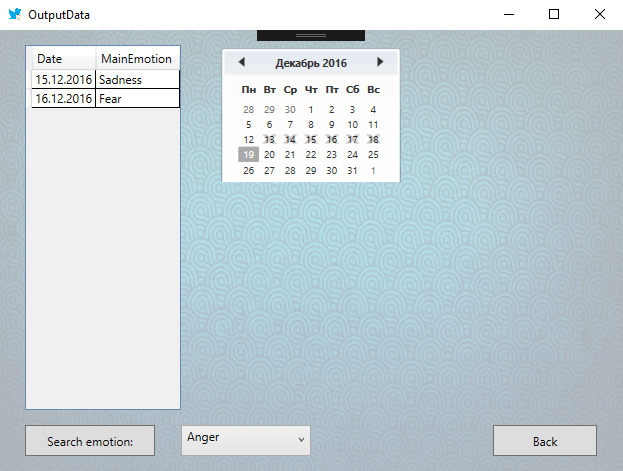 OutputData
Date MainEmotion
15.12.2016 Sadness
16.12.2016 Fear
Декабрь 2016
Пн Вт Ср Чт Пт Сб Вс
28 29 30 1 2 3 4
5 6 7 8 9 10 11
12 13 14 15 16 17 18
19 20 21 22 23 24 25
26 27 28 29 30 31 1
Search emotion: Anger Back